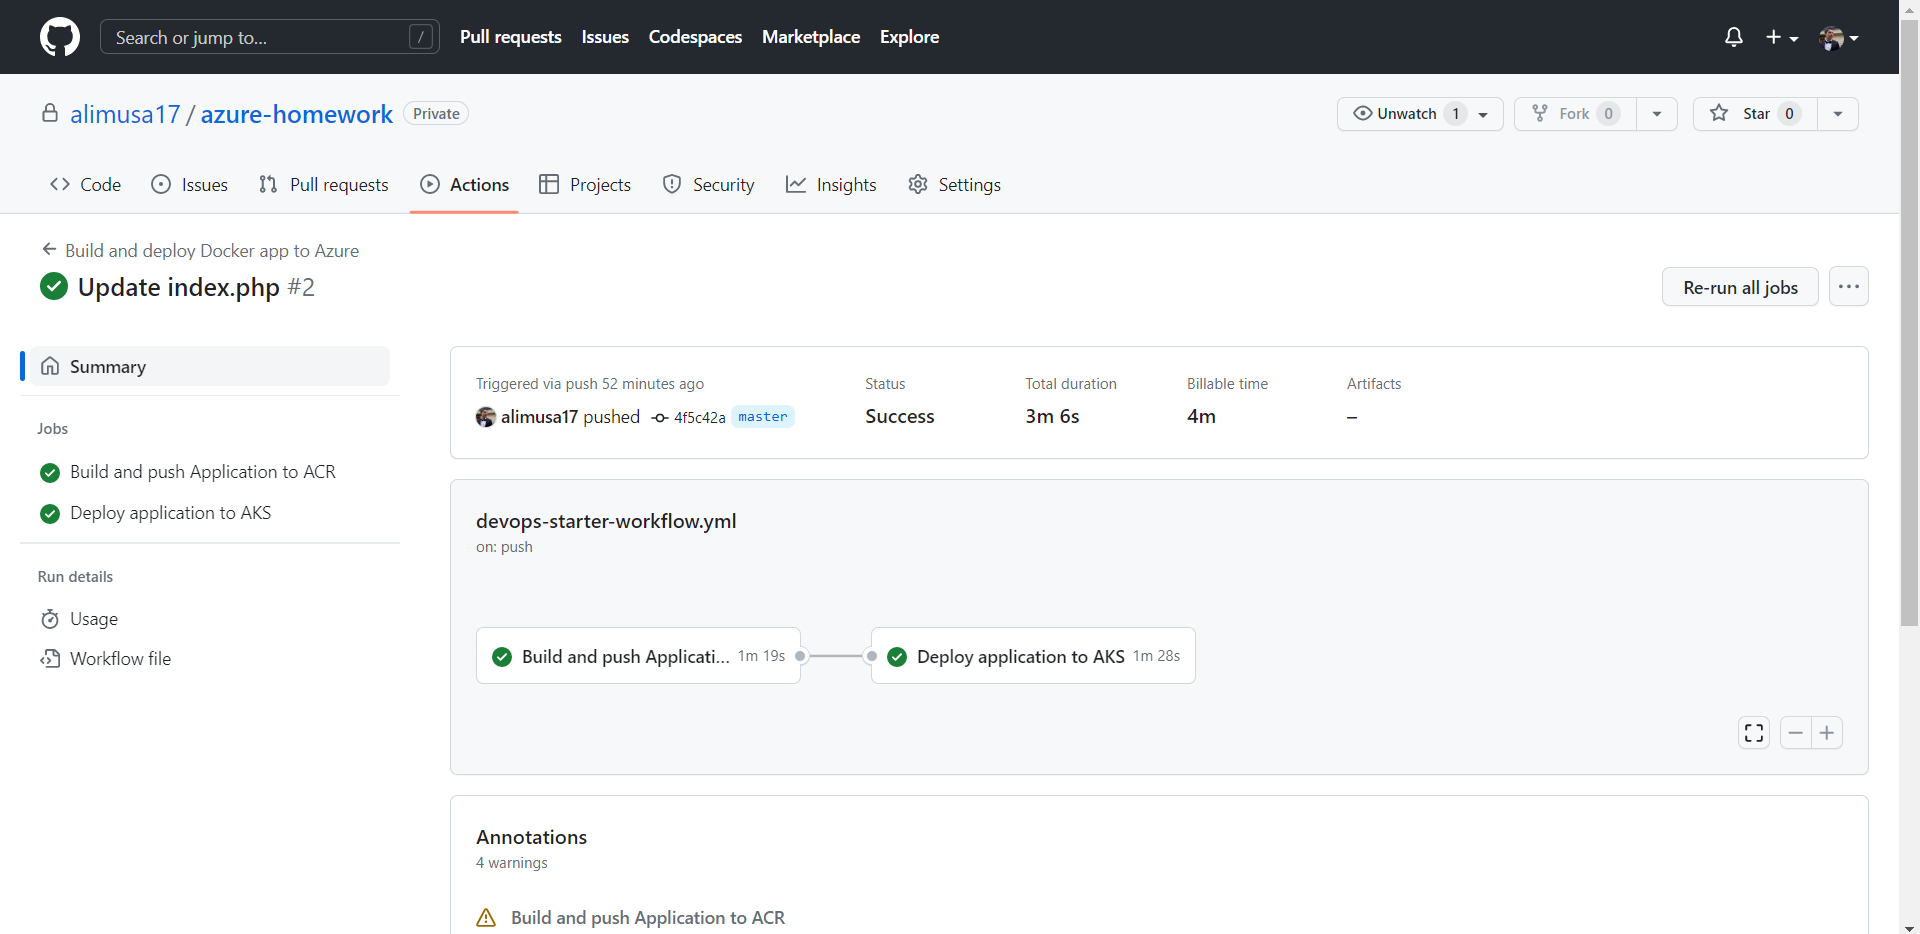 Search or jump to... / Pull requests Issues Codespaces Marketplace Explore
alimusa17 / azure-homework Private Unwatch 1 Fork 0 Star 0
Code Issues Pull requests Actions Projects Security Insights Settings
Build and deploy Docker app to Azure
Update index.php #2
Re-run all jobs
Summary
Jobs
Build and push Application to ACR
Deploy application to AKS
Run details
Usage
Workflow file
Triggered via push 52 minutes ago Status Total duration Billable time Artifacts
alimusa17 pushed 4f5c42a master Success 3m 6s 4m –
devops-starter-workflow.yml
on: push
Build and push Applicati... 1m 19s Deploy application to AKS 1m 28s
Annotations
4 warnings
Build and push Application to ACR